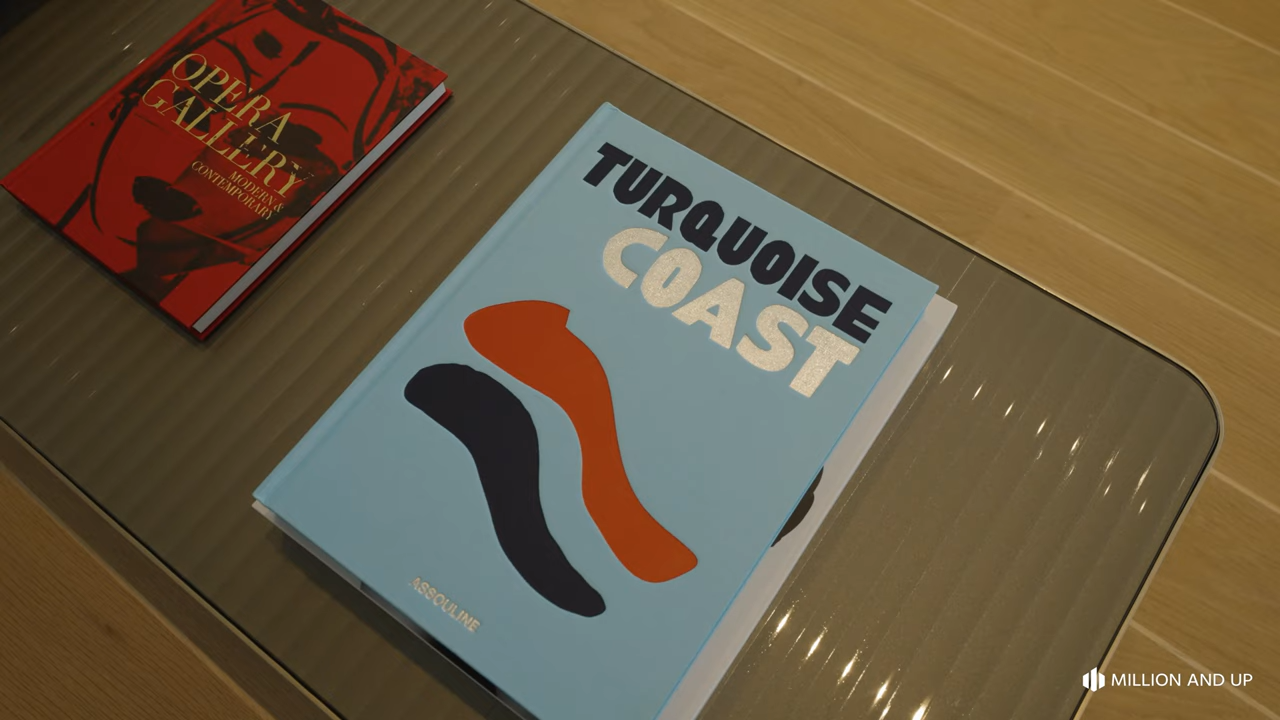 OPERA
GALLERY
MODERN &
CONTEMPORARY
TURQUOISE
COAST
ASSOULINE
MILLION AND UP